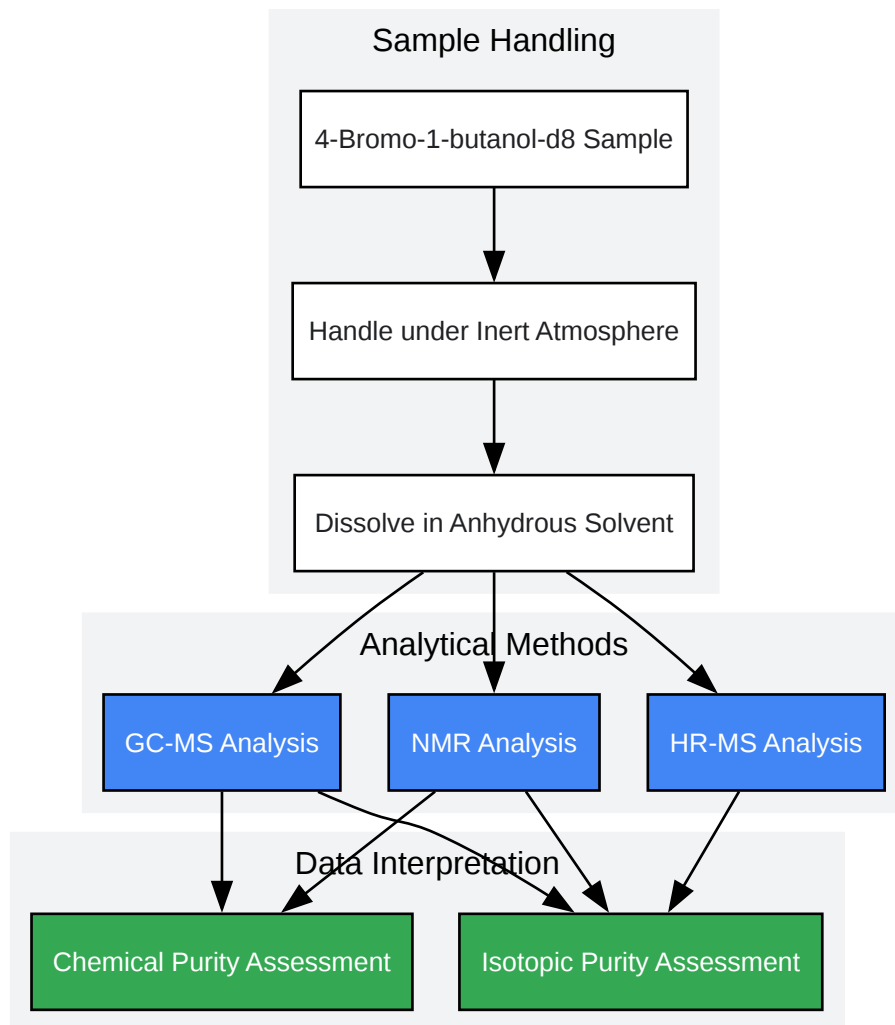 Sample Handling
4-Bromo-1-butanol-d8 Sample
Handle under Inert Atmosphere
Dissolve in Anhydrous Solvent
Analytical Methods
GC-MS Analysis
NMR Analysis
HR-MS Analysis
Data Interpretation
Chemical Purity Assessment
Isotopic Purity Assessment